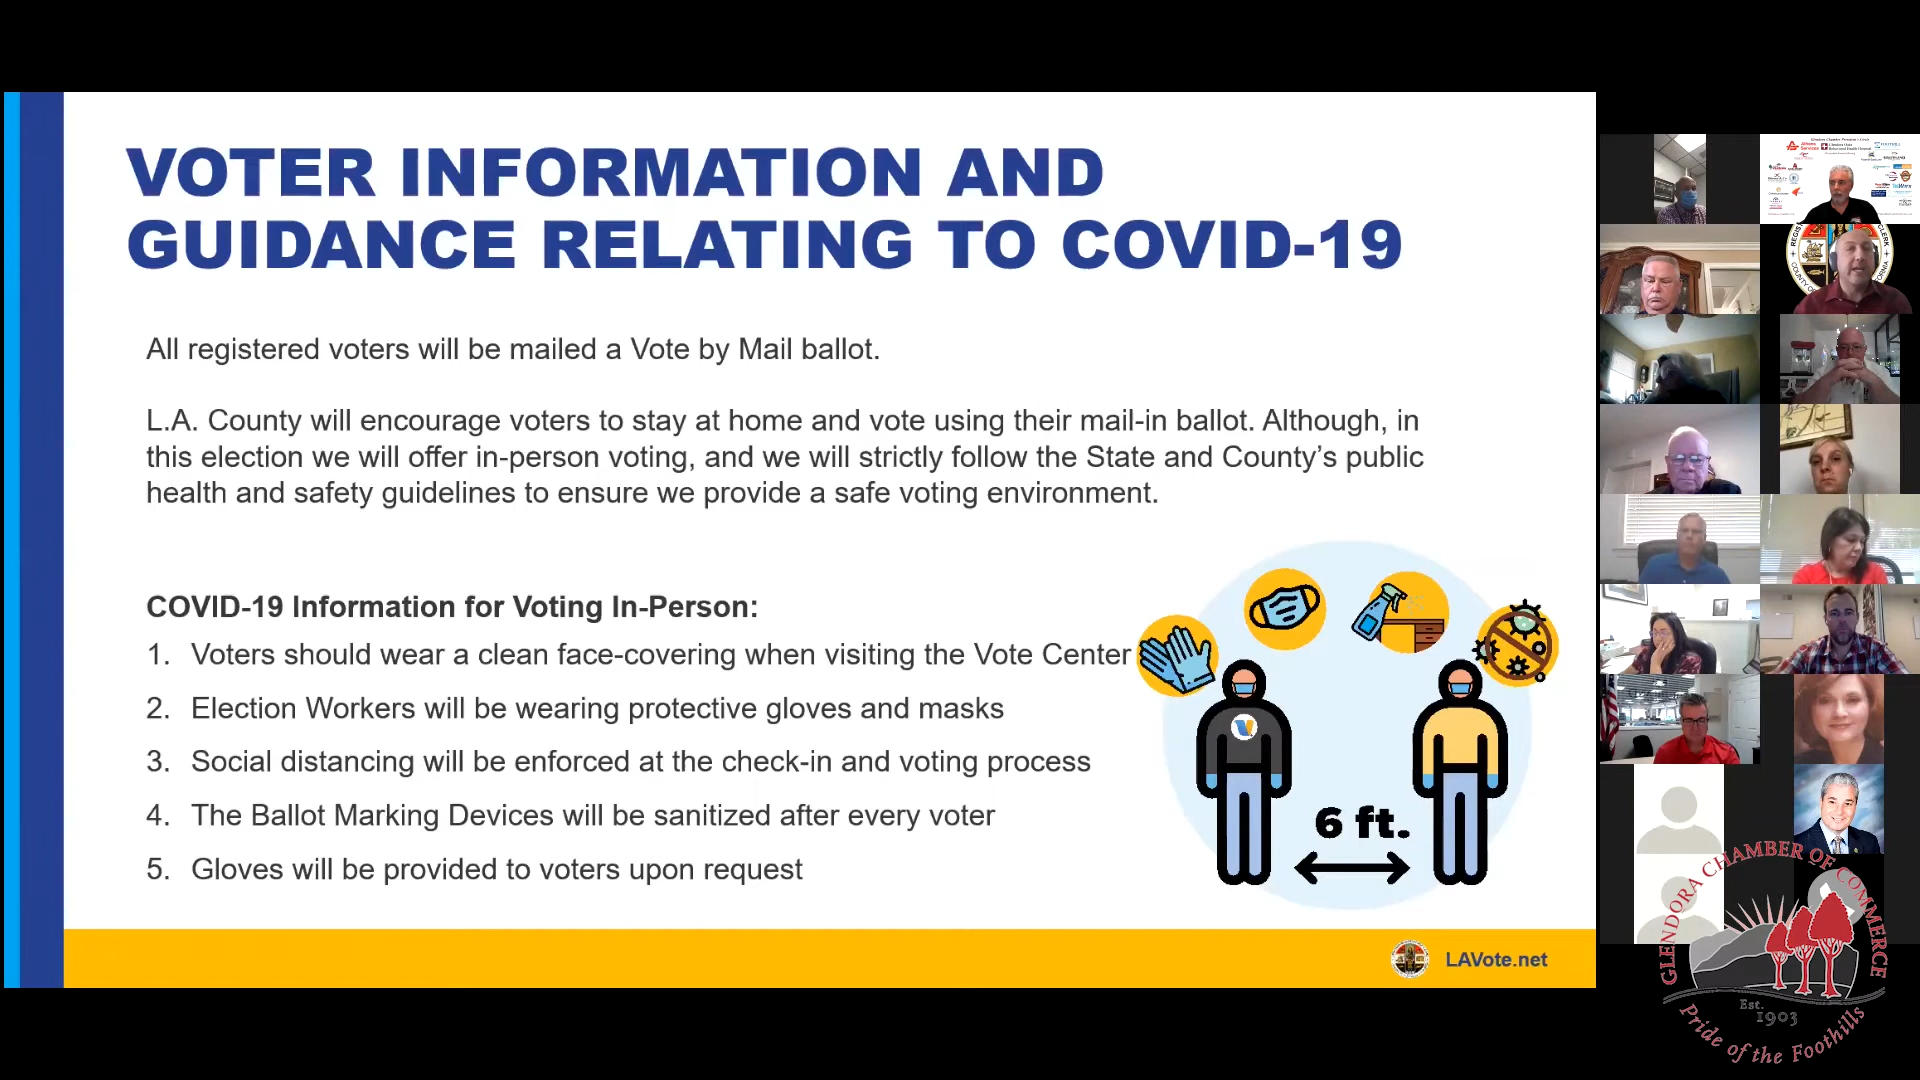 VOTER INFORMATION AND
GUIDANCE RELATING TO COVID-19
All registered voters will be mailed a Vote by Mail ballot.
L.A. County will encourage voters to stay at home and vote using their mail-in ballot. Although, in
this election we will offer in-person voting, and we will strictly follow the State and County’s public
health and safety guidelines to ensure we provide a safe voting environment.
COVID-19 Information for Voting In-Person:
1. Voters should wear a clean face-covering when visiting the Vote Center
2. Election Workers will be wearing protective gloves and masks
3. Social distancing will be enforced at the check-in and voting process
4. The Ballot Marking Devices will be sanitized after every voter
5. Gloves will be provided to voters upon request
6 ft.
LAVote.net
GLENDORA CHAMBER OF COMMERCE
Est.
1903
Pride of the Foothills